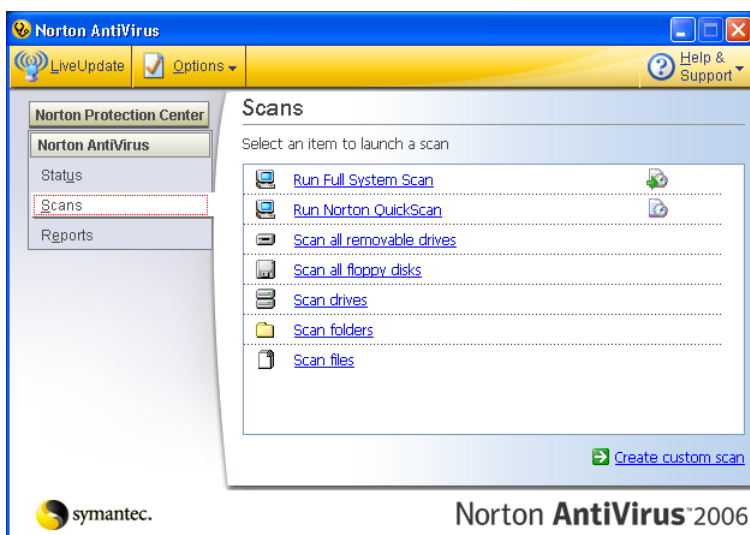 Norton AntiVirus
LiveUpdate
Options
Help &
Support
Norton Protection Center
Norton AntiVirus
Status
Scans
Reports
Scans
Select an item to launch a scan
Run Full System Scan
Run Norton QuickScan
Scan all removable drives
Scan all floppy disks
Scan drives
Scan folders
Scan files
Create custom scan
symantec.
Norton AntiVirus™2006